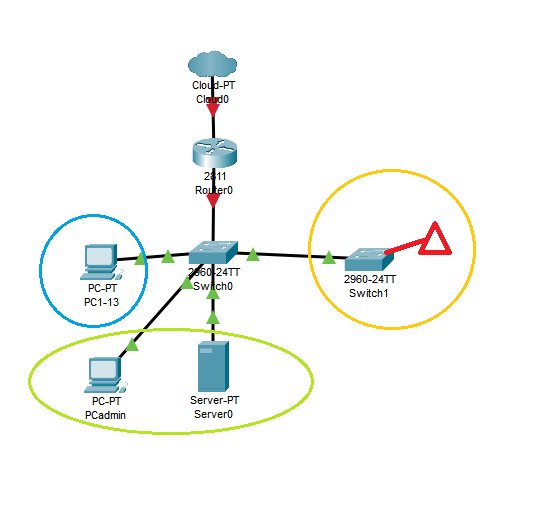 Cloud-PT
Cloud0
2811
Router0
2960-24TT
Switch0
2960-24TT
Switch1
PC-PT
PC1-13
PC-PT
PCadmin
Server-PT
Server0